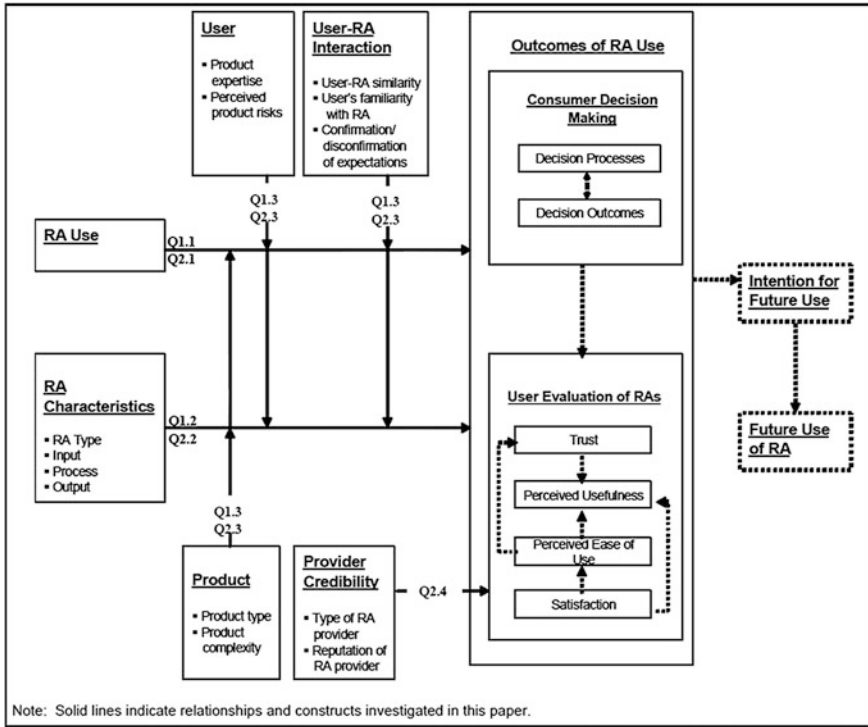 User
▪ Product
expertise
▪ Perceived
product risks
User-RA
Interaction
▪ User-RA similarity
▪ User's familiarity
with RA
▪ Confirmation/
disconfirmation
of expectations
Outcomes of RA Use
Consumer Decision
Making
Decision Processes
Decision Outcomes
Q1.3
Q2.3
Q1.3
Q2.3
RA Use
Q1.1
Q2.1
Intention for
Future Use
RA
Characteristics
▪ RA Type
▪ Input
▪ Process
▪ Output
Q1.2
Q2.2
User Evaluation of RAs
Trust
Perceived Usefulness
Perceived Ease of
Use
Satisfaction
Future Use
of RA
Q1.3
Q2.3
Product
▪ Product type
▪ Product
complexity
Provider
Credibility
▪ Type of RA
provider
▪ Reputation of
RA provider
Q2.4
Note: Solid lines indicate relationships and constructs investigated in this paper.